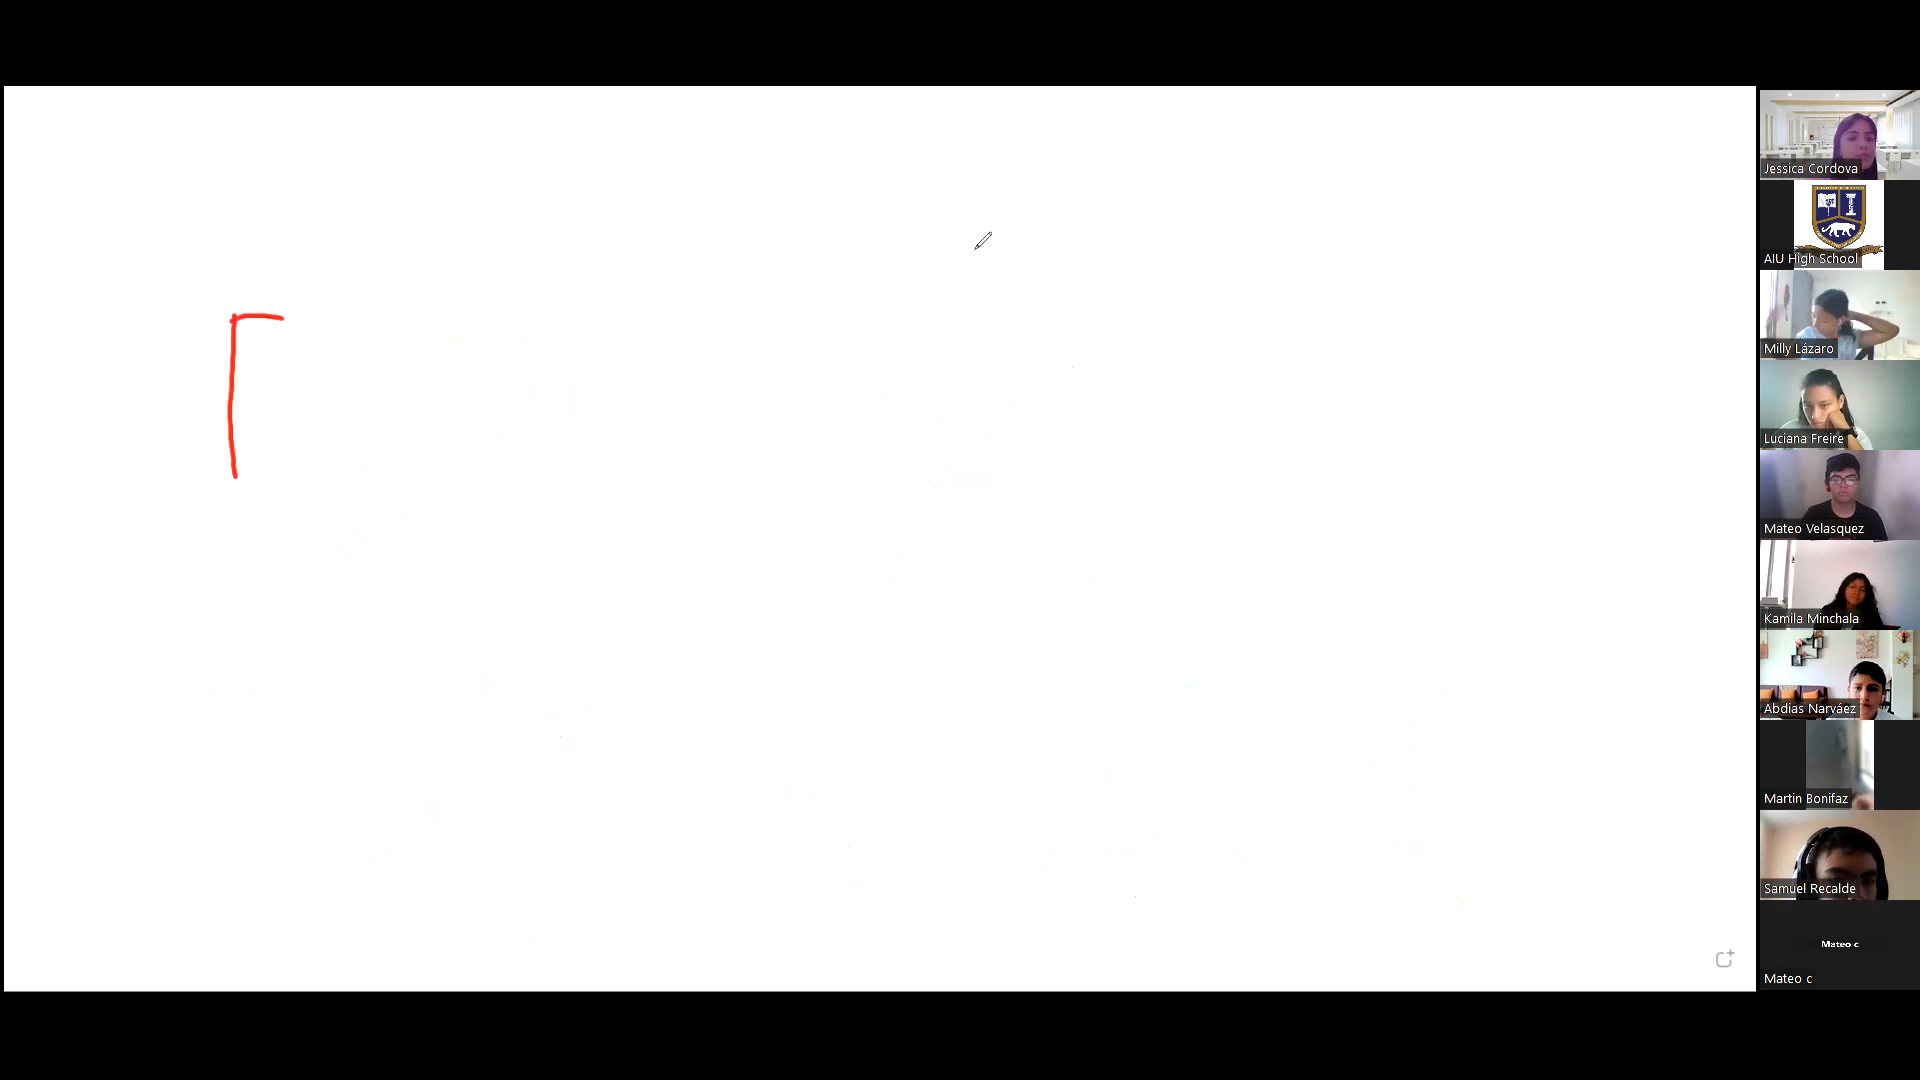 Jessica Cordova
AIU High School
Milly Lázaro
Luciana Freire
Mateo Velasquez
Kamila Minchala
Abdias Narváez
Martin Bonifaz
Samuel Recalde
Mateo c
Mateo c